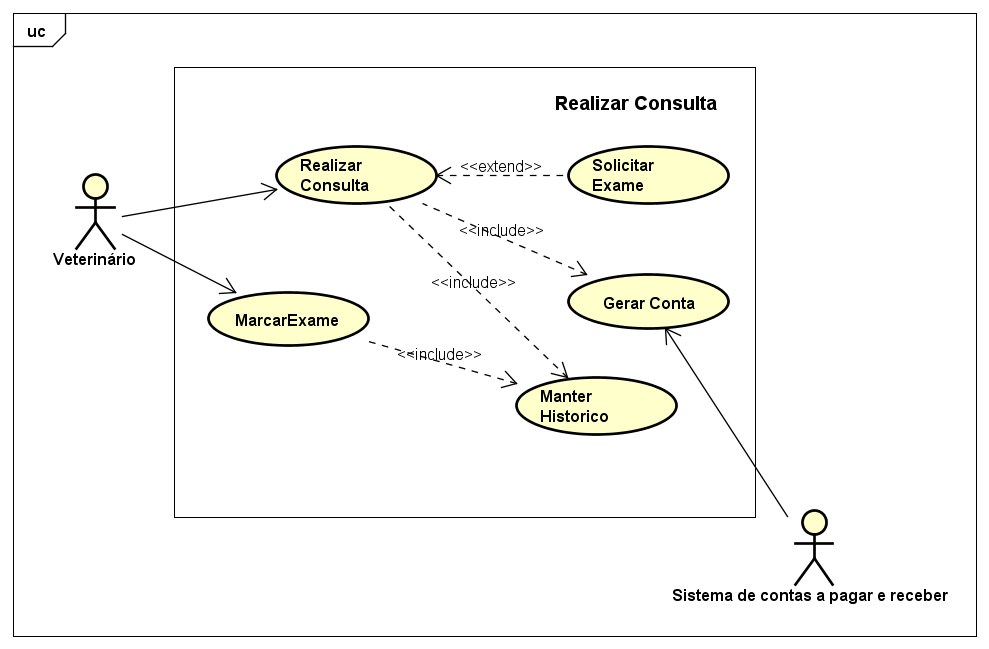 uc
Realizar Consulta
Realizar
Consulta
<<extend>>
Solicitar
Exame
<<include>>
Veterinário
<<include>>
Gerar Conta
MarcarExame
<<include>>
Manter
Historico
Sistema de contas a pagar e receber